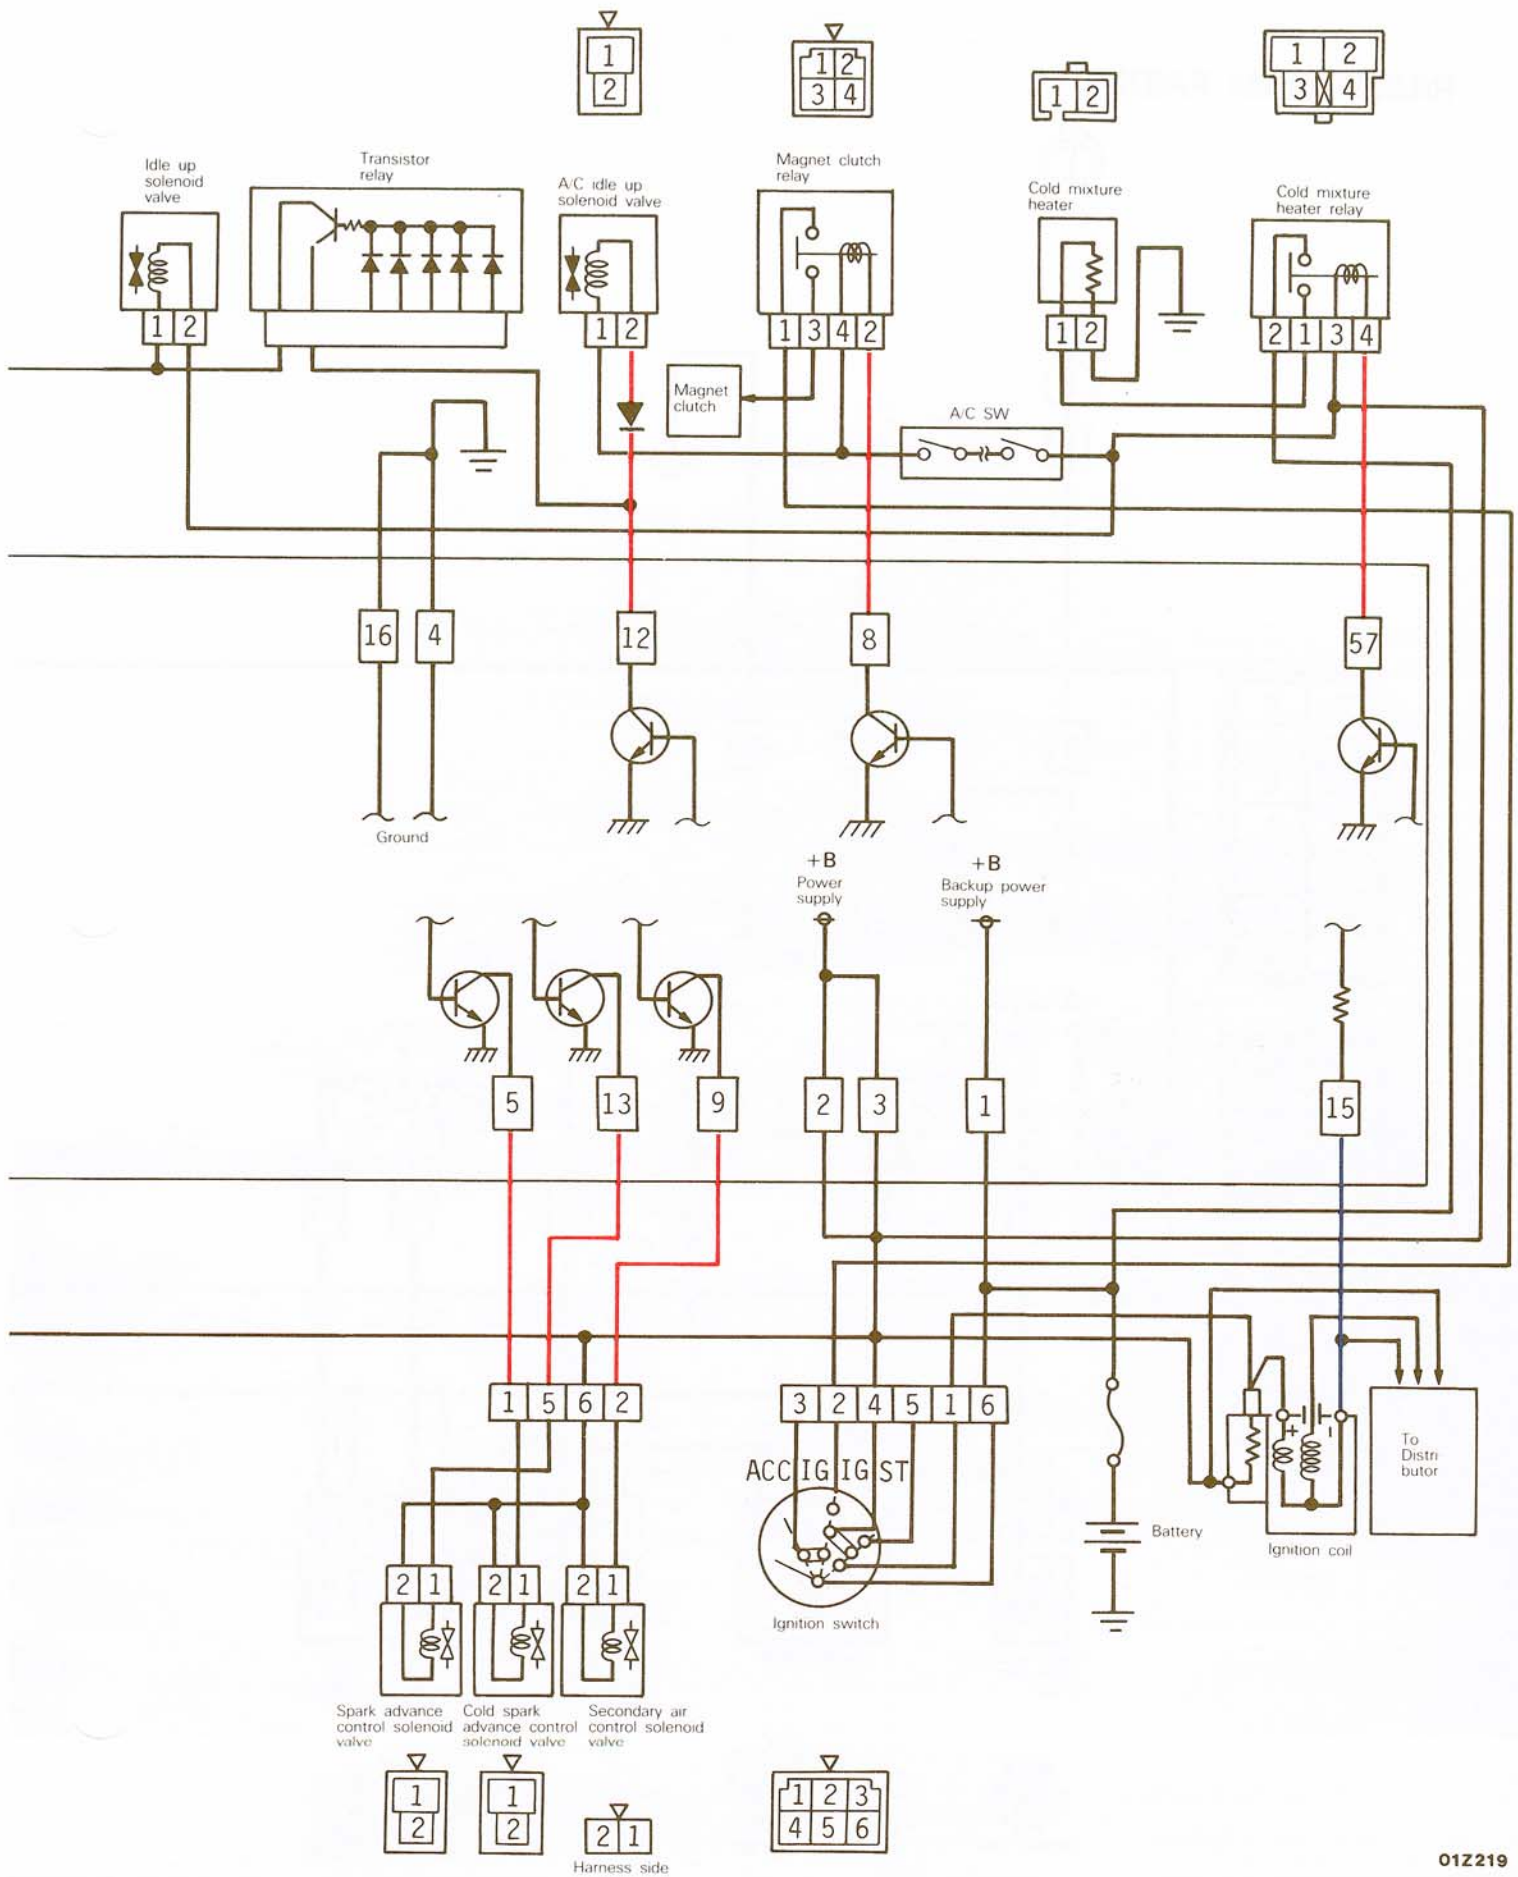 1
2
1 2
3 4
1 2
1 2
3 4
Idle up
solenoid
valve
Transistor
relay
A/C idle up
solenoid valve
Magnet clutch
relay
Cold mixture
heater
Cold mixture
heater relay
1 2
1 2
1 3 4 2
1 2
2 1 3 4
Magnet
clutch
A/C SW
16
4
12
8
57
Ground
+B
Power
supply
+B
Backup power
supply
5
13
9
2
3
1
15
1 5 6 2
3 2 4 5 1 6
ACC IG IG ST
+ -
To
Distri
butor
Battery
Ignition coil
2 1
2 1
2 1
Ignition switch
Spark advance
control solenoid
valve
Cold spark
advance control
solenoid valve
Secondary air
control solenoid
valve
1
2
1
2
2 1
Harness side
1 2 3
4 5 6
01Z219